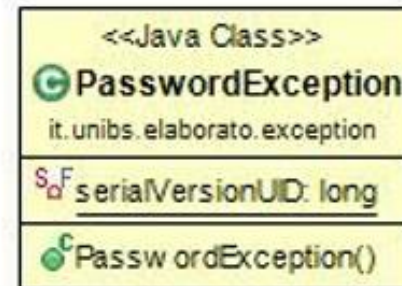 <<Java Class>>
C PasswordException
it.unibs.elaborato.exception
S F serialVersionUID: long
C PasswordException()